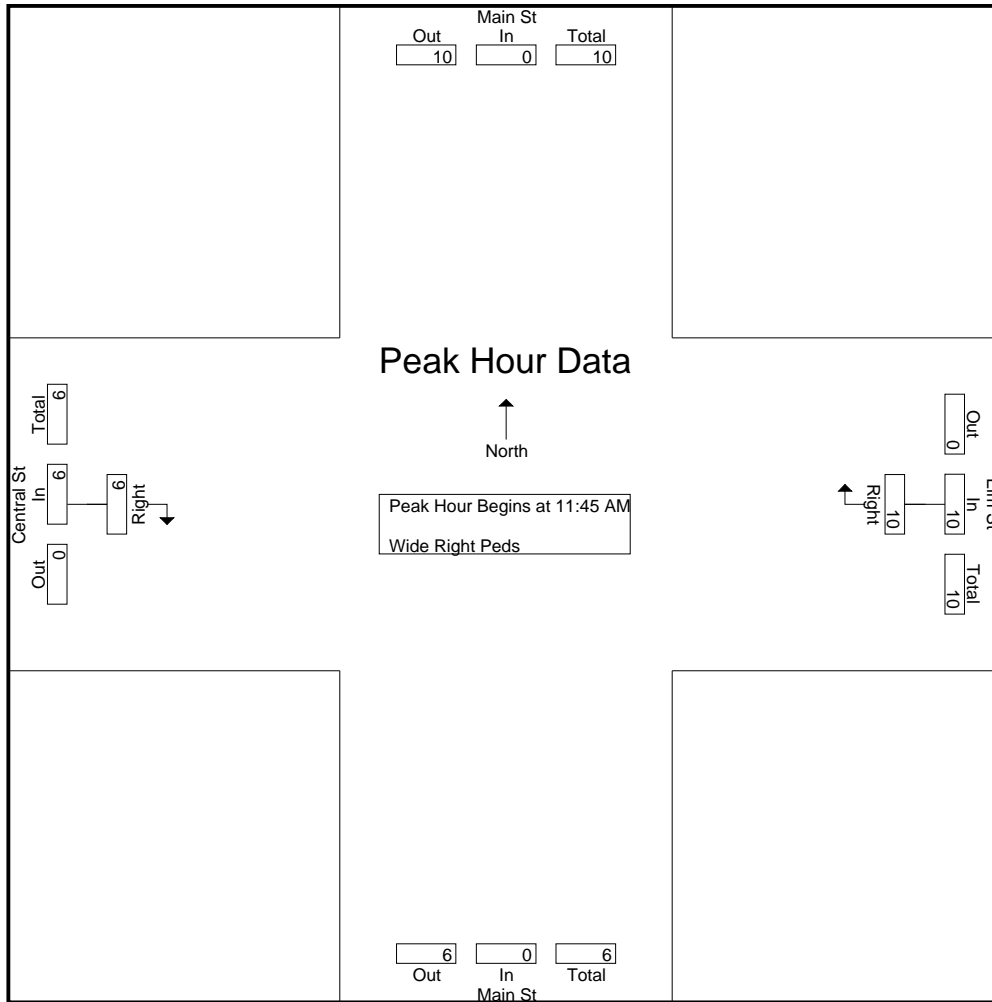 Main St
Out In Total
10 0 10
Peak Hour Data
North
Peak Hour Begins at 11:45 AM
Wide Right Peds
Central St
Total In Out
6 6 0
Right
6
Elm St
Out In Total
0 10 10
Right
10
6 0 6
Out In Total
Main St